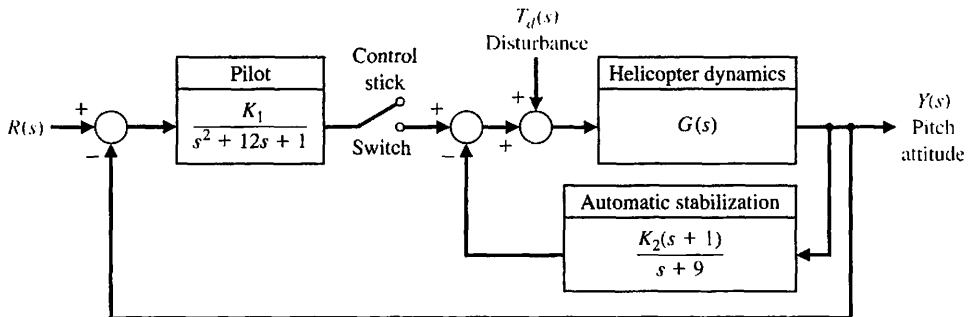 T_d(s)
Disturbance
Pilot
Control
stick
Helicopter dynamics
R(s)
+
−
K_1
s^2 + 12s + 1
Switch
+
−
+
+
G(s)
Y(s)
Pitch
attitude
Automatic stabilization
K_2(s + 1)
s + 9